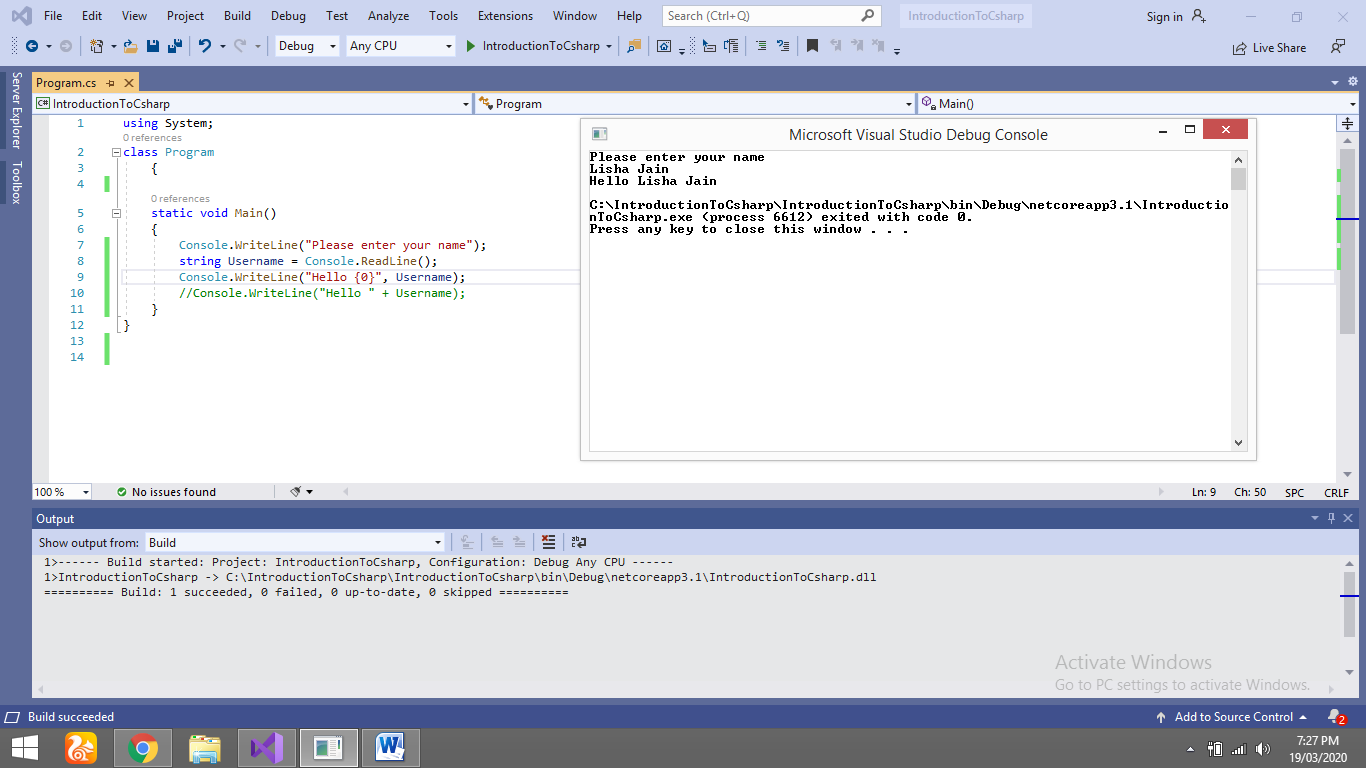 File Edit View Project Build Debug Test Analyze Tools Extensions Window Help Search (Ctrl+Q) IntroductionToCsharp Sign in
Debug Any CPU IntroductionToCsharp Live Share
Server Explorer
Toolbox
Program.cs
C# IntroductionToCsharp Program Main()
1 using System;
0 references
2 class Program
3 {
4
0 references
5 static void Main()
6 {
7 Console.WriteLine("Please enter your name");
8 string Username = Console.ReadLine();
9 Console.WriteLine("Hello {0}", Username);
10 //Console.WriteLine("Hello " + Username);
11 }
12 }
13
14
Microsoft Visual Studio Debug Console
Please enter your name
Lisha Jain
Hello Lisha Jain
C:\IntroductionToCsharp\IntroductionToCsharp\bin\Debug\netcoreapp3.1\Introductio
nToCsharp.exe (process 6612) exited with code 0.
Press any key to close this window . . .
100 % No issues found Ln: 9 Ch: 50 SPC CRLF
Output
Show output from: Build
1>------ Build started: Project: IntroductionToCsharp, Configuration: Debug Any CPU ------
1>IntroductionToCsharp -> C:\IntroductionToCsharp\IntroductionToCsharp\bin\Debug\netcoreapp3.1\IntroductionToCsharp.dll
========== Build: 1 succeeded, 0 failed, 0 up-to-date, 0 skipped ==========
Activate Windows
Go to PC settings to activate Windows.
Build succeeded Add to Source Control 2
7:27 PM
19/03/2020